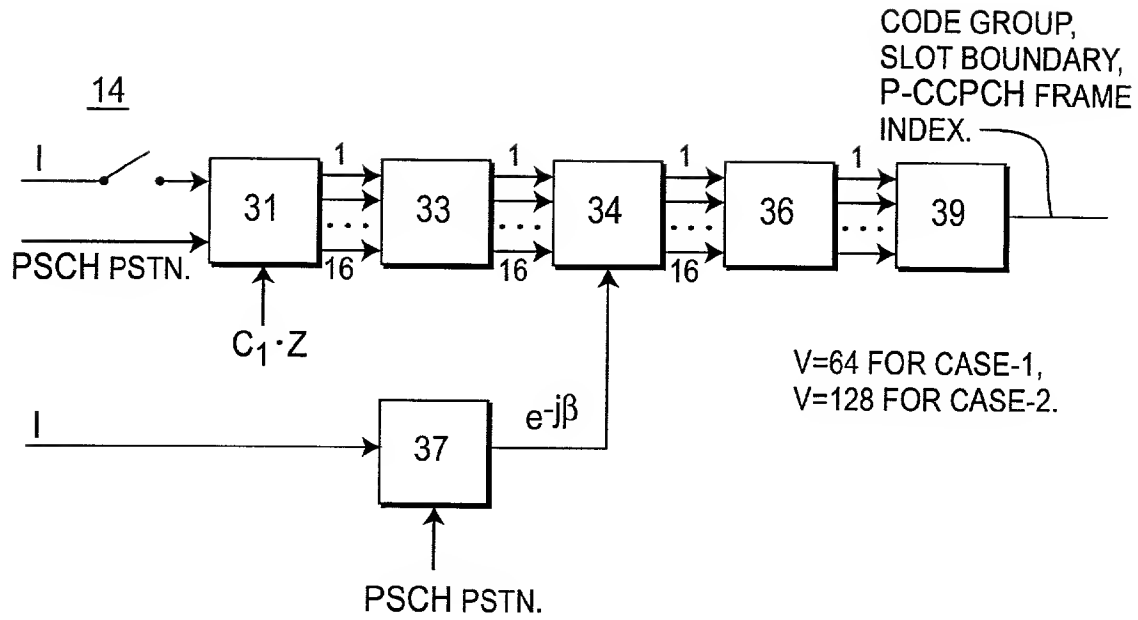 CODE GROUP,
SLOT BOUNDARY,
P-CCPCH FRAME
INDEX.
14
I
1
1
1
1
31
33
34
36
39
...
...
...
...
PSCH PSTN.
16
16
16
C1·Z
V=64 FOR CASE-1,
V=128 FOR CASE-2.
I
37
e-jβ
PSCH PSTN.